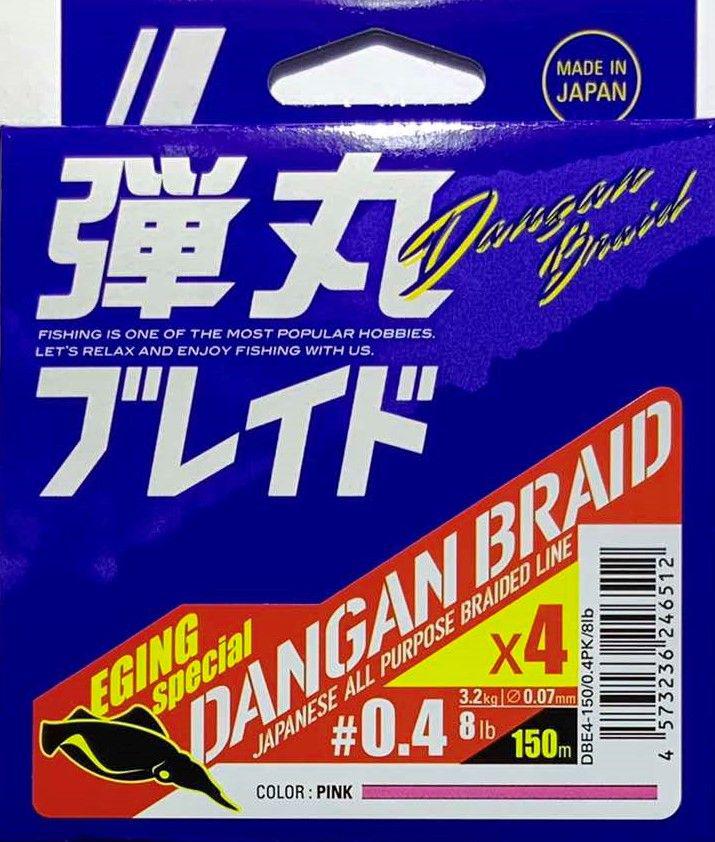 MADE IN
JAPAN
弾丸
Dangan
Braid
FISHING IS ONE OF THE MOST POPULAR HOBBIES.
LET'S RELAX AND ENJOY FISHING WITH US.
ブレイド
DANGAN BRAID
JAPANESE ALL PURPOSE BRAIDED LINE
EGING
special
X4
#0.4
3.2kg Ø 0.07mm
8 lb
150m
COLOR : PINK
DBE4-150/0.4PK/8lb
4 573236 246512